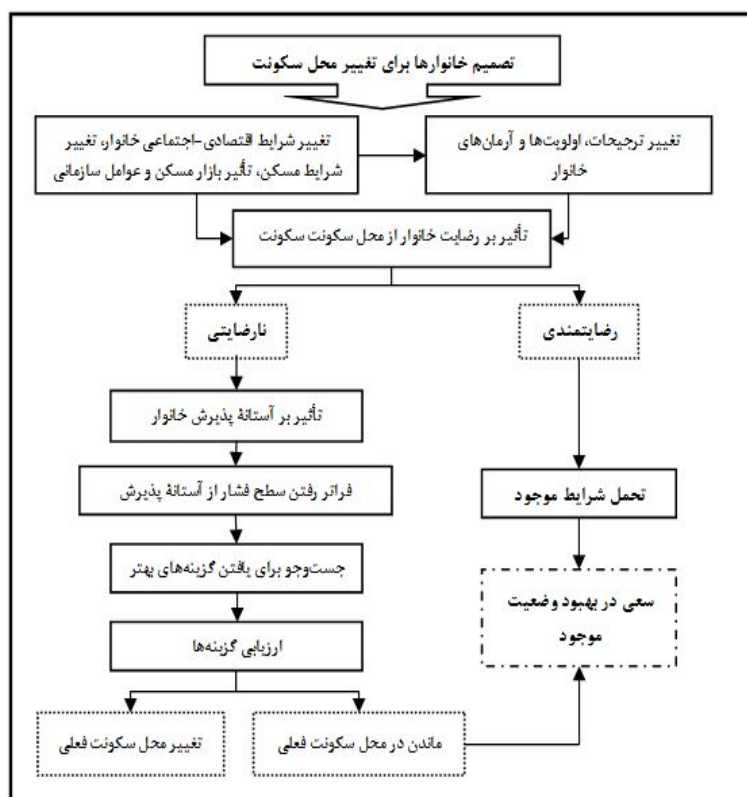 تصمیم خانوارها برای تغییر محل سکونت
تغییر ترجیحات، اولویت‌ها و آرمان‌های
خانوار
تغییر شرایط اقتصادی-اجتماعی خانوار، تغییر
شرایط مسکن، تأثیر بازار مسکن و عوامل سازمانی
تأثیر بر رضایت خانوار از محل سکونت سکونت
رضایتمندی
نارضایتی
تأثیر بر آستانهٔ پذیرش خانوار
فراتر رفتن سطح فشار از آستانهٔ پذیرش
تحمل شرایط موجود
جست‌وجو برای یافتن گزینه‌های بهتر
سعی در بهبود وضعیت
موجود
ارزیابی گزینه‌ها
ماندن در محل سکونت فعلی
تغییر محل سکونت فعلی